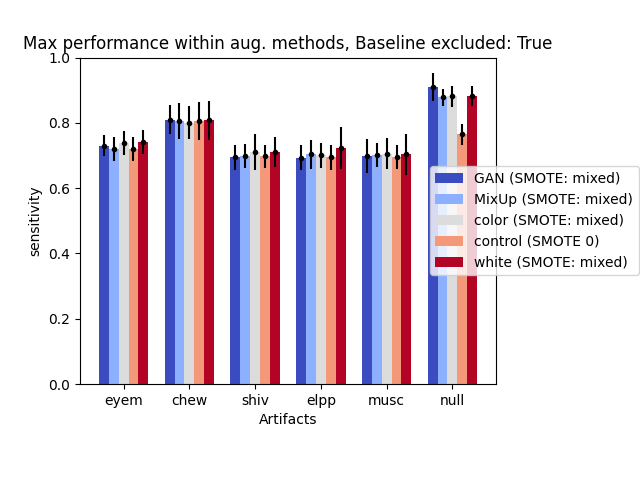 Max performance within aug. methods, Baseline excluded: True
1.0
0.8
0.6
0.4
0.2
0.0
sensitivity
eyem chew shiv elpp musc null
Artifacts
GAN (SMOTE: mixed)
MixUp (SMOTE: mixed)
color (SMOTE: mixed)
control (SMOTE 0)
white (SMOTE: mixed)